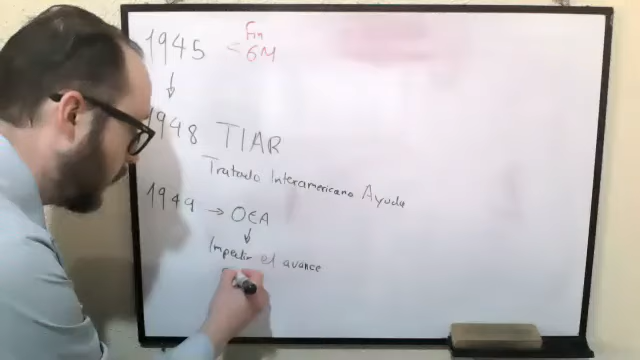 1945 < Fin GM
1948 TIAR
Tratado Interamericano Ayuda
1949 → OEA
Impedir el avance